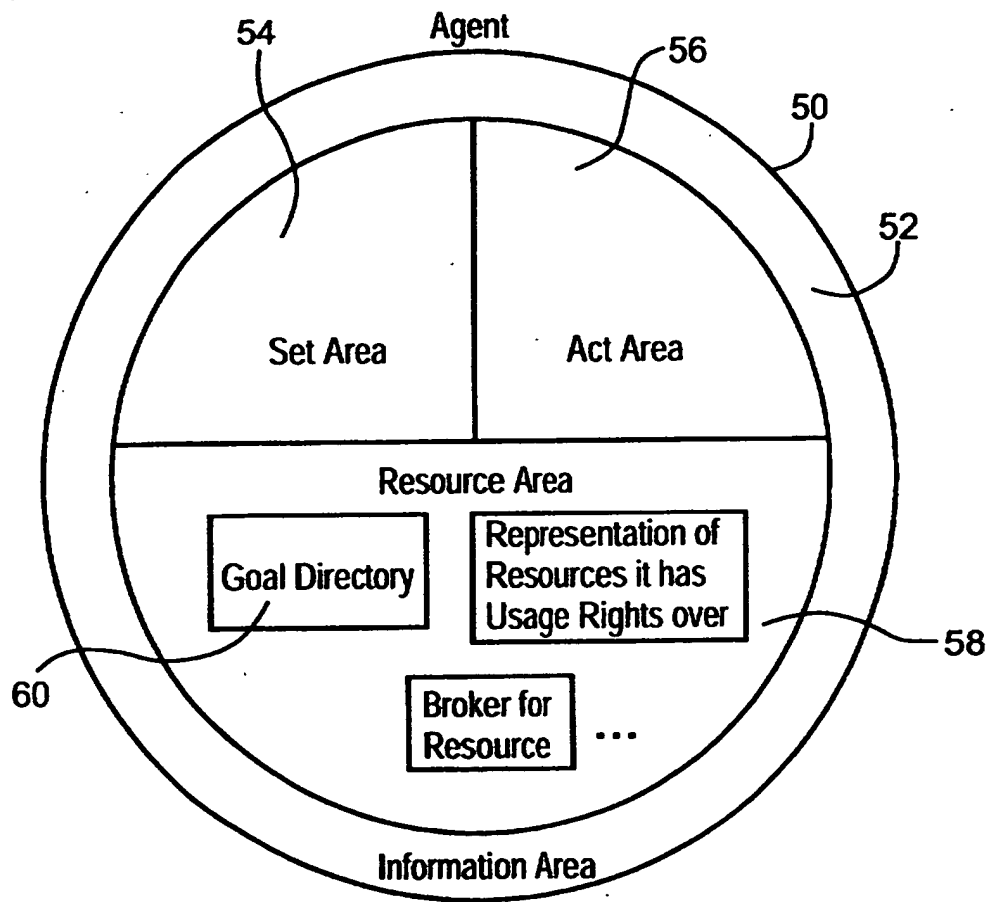 Agent
54
56
50
52
Set Area
Act Area
Resource Area
Goal Directory
Representation of
Resources it has
Usage Rights over
58
60
Broker for
Resource
...
Information Area